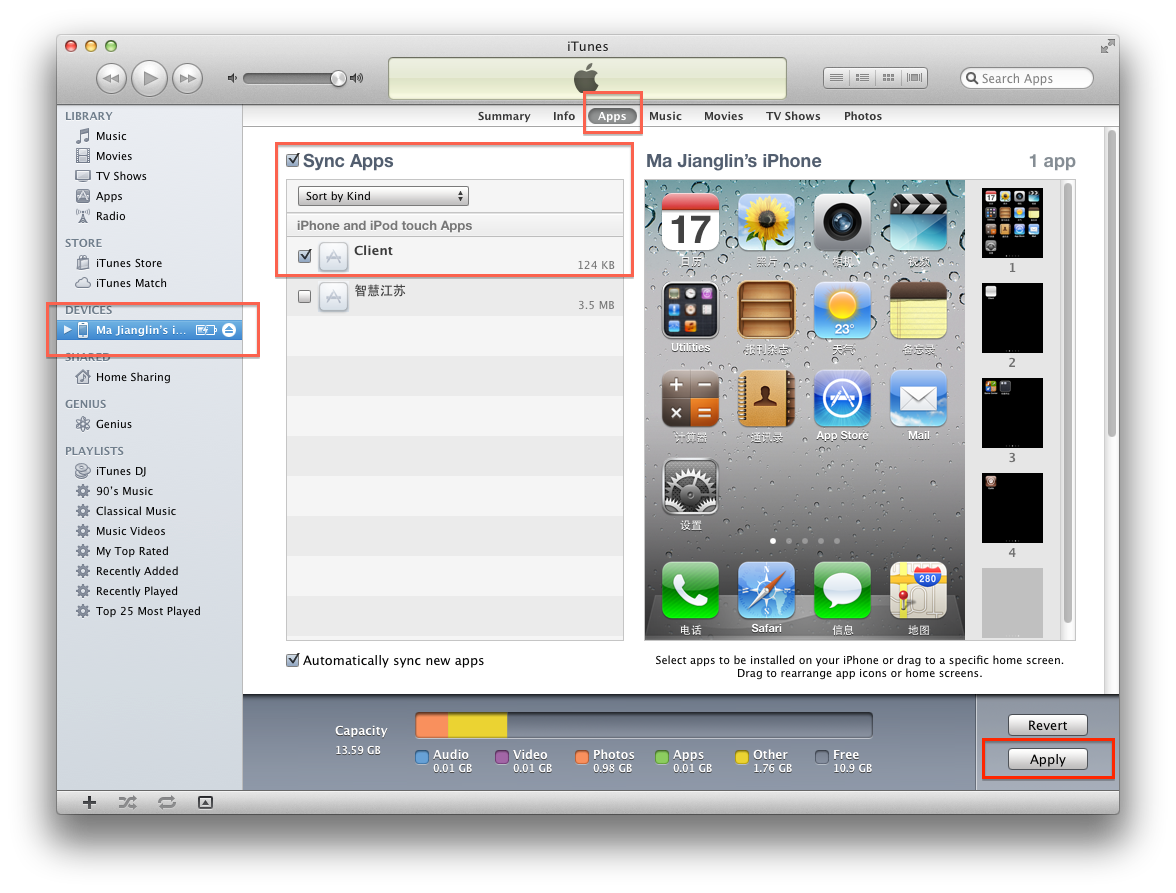 iTunes
Search Apps
LIBRARY
Music
Movies
TV Shows
Apps
Radio
STORE
iTunes Store
iTunes Match
DEVICES
Ma Jianglin's i...
SHARED
Home Sharing
GENIUS
Genius
PLAYLISTS
iTunes DJ
90's Music
Classical Music
Music Videos
My Top Rated
Recently Added
Recently Played
Top 25 Most Played
Summary Info Apps Music Movies TV Shows Photos
Sync Apps
Sort by Kind
iPhone and iPod touch Apps
Client
124 KB
智慧江苏
3.5 MB
Automatically sync new apps
Ma Jianglin's iPhone 1 app
17
日历 照片 相机 视频
23°
Utilities 报刊杂志 天气 备忘录
计算器 通讯录 App Store Mail
设置
280
电话 Safari 信息 地图
1
2
3
4
Select apps to be installed on your iPhone or drag to a specific home screen.
Drag to rearrange app icons or home screens.
Capacity
13.59 GB
Audio Video Photos Apps Other Free
0.01 GB 0.01 GB 0.98 GB 0.01 GB 1.76 GB 10.9 GB
Revert
Apply